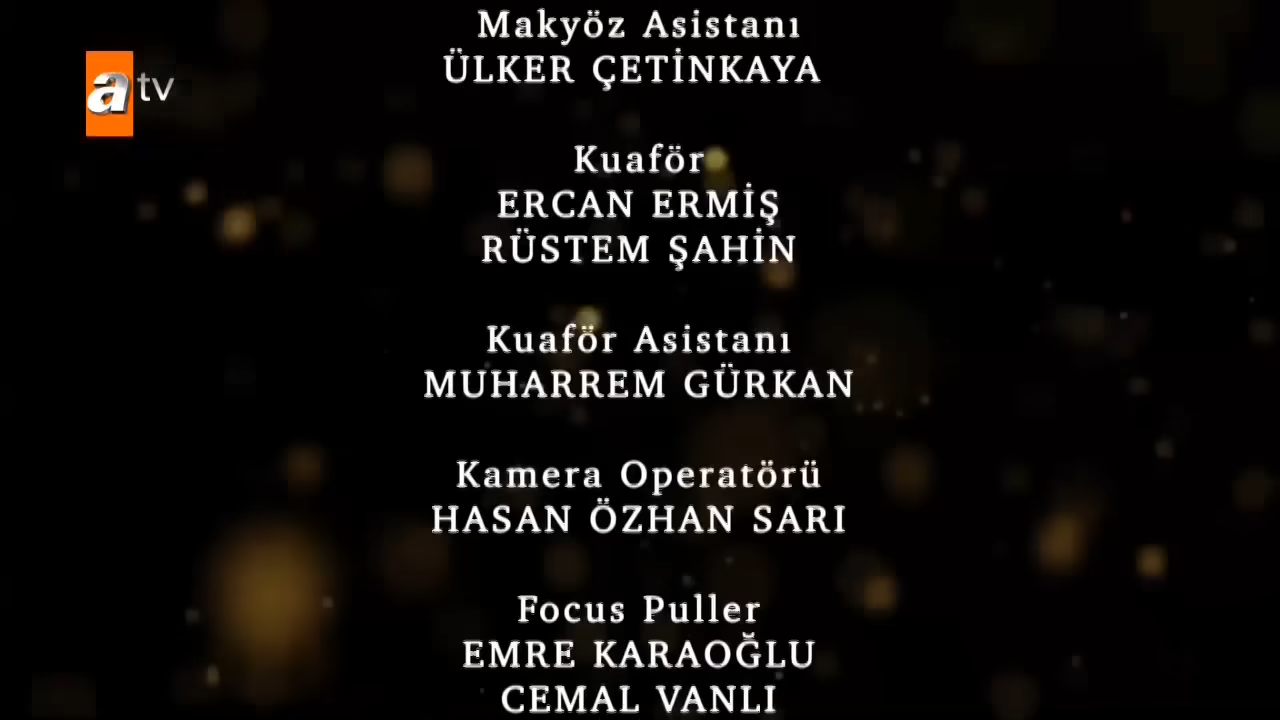 atv
Makyöz Asistanı
ÜLKER ÇETİNKAYA
Kuaför
ERCAN ERMİŞ
RÜSTEM ŞAHİN
Kuaför Asistanı
MUHARREM GÜRKAN
Kamera Operatörü
HASAN ÖZHAN SARI
Focus Puller
EMRE KARAOĞLU
CEMAL VANLI